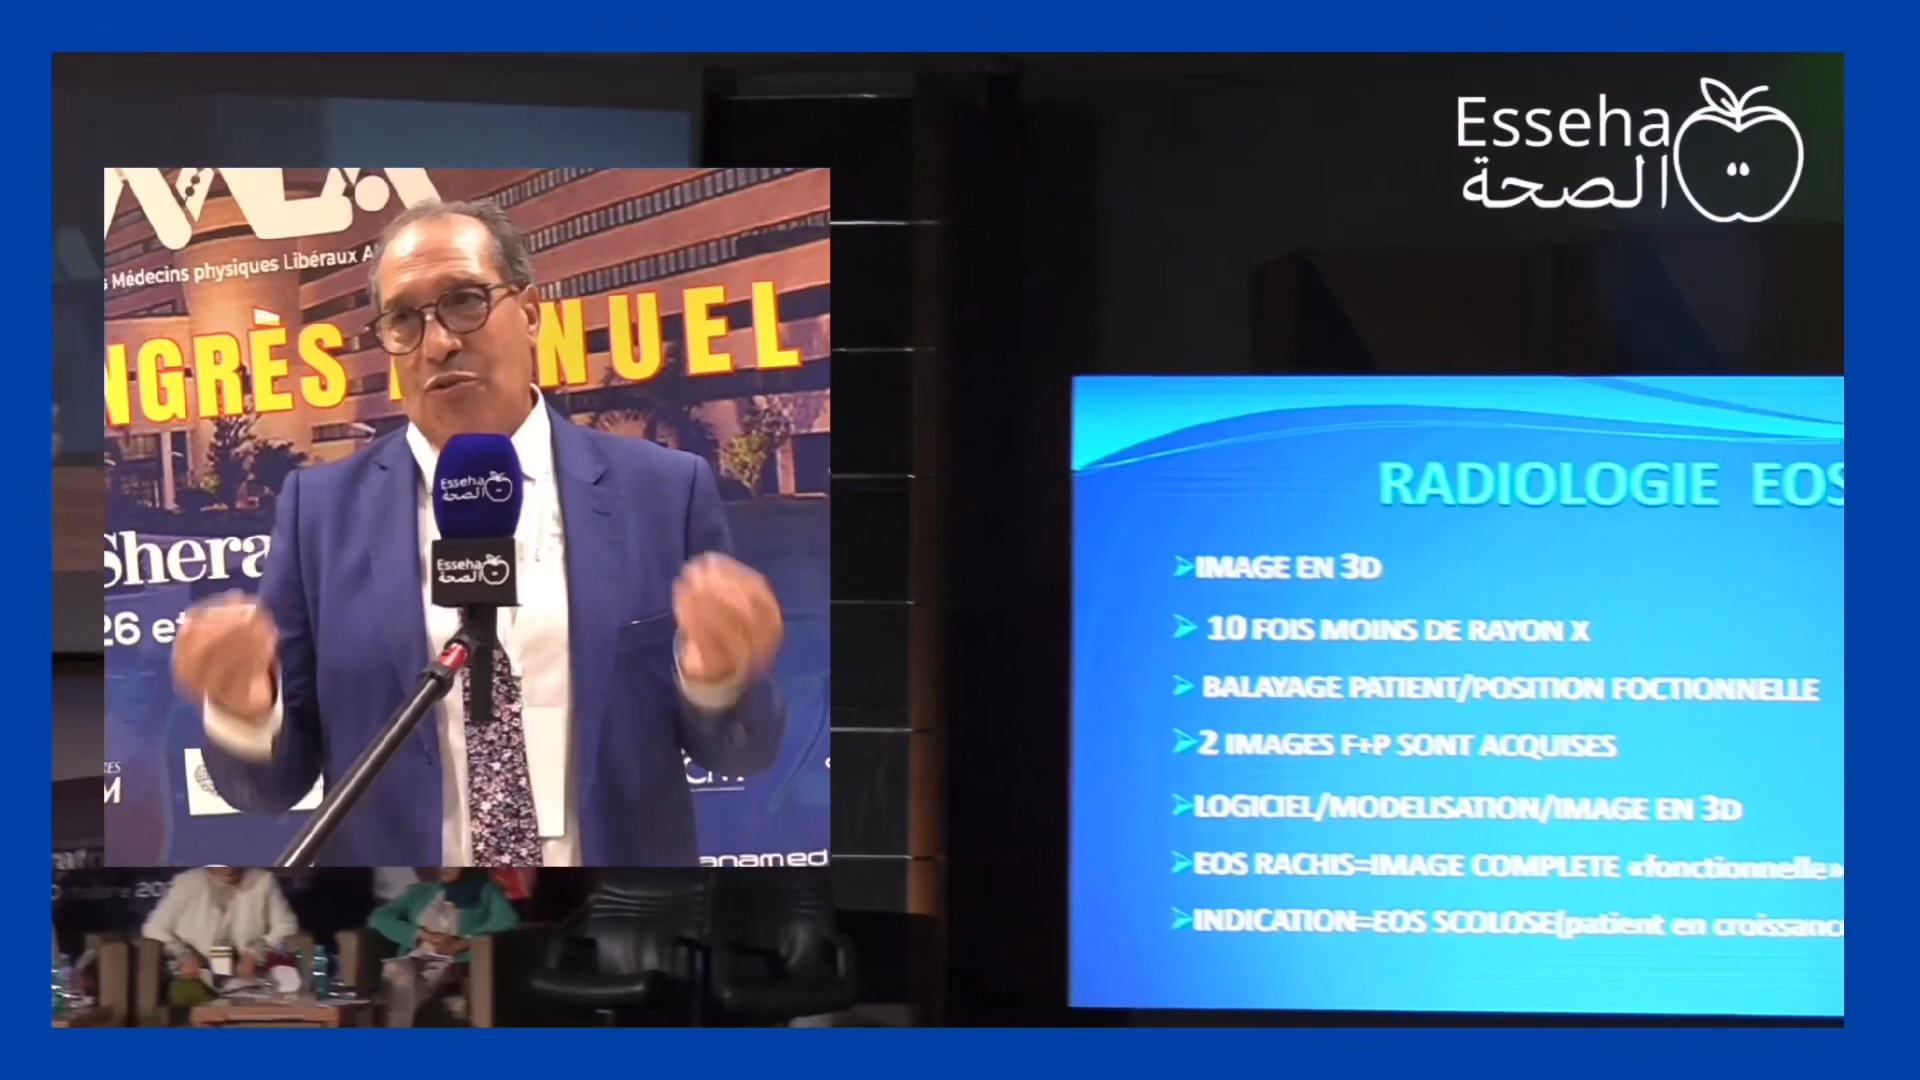 Esseha
الصحة
s Médecins physiques Libéraux A
NGRÈS NUEL
Shera
26 et
Esseha
الصحة
Esseha
الصحة
anamed
RADIOLOGIE EOS
➢IMAGE EN 3D
➢ 10 FOIS MOINS DE RAYON X
➢ BALAYAGE PATIENT/POSITION FOCTIONNELLE
➢2 IMAGES F+P SONT ACQUISES
➢LOGICIEL/MODELISATION/IMAGE EN 3D
➢EOS RACHIS=IMAGE COMPLETE «fonctionnelle»
➢INDICATION=EOS SCOLOSE(patient en croissanc